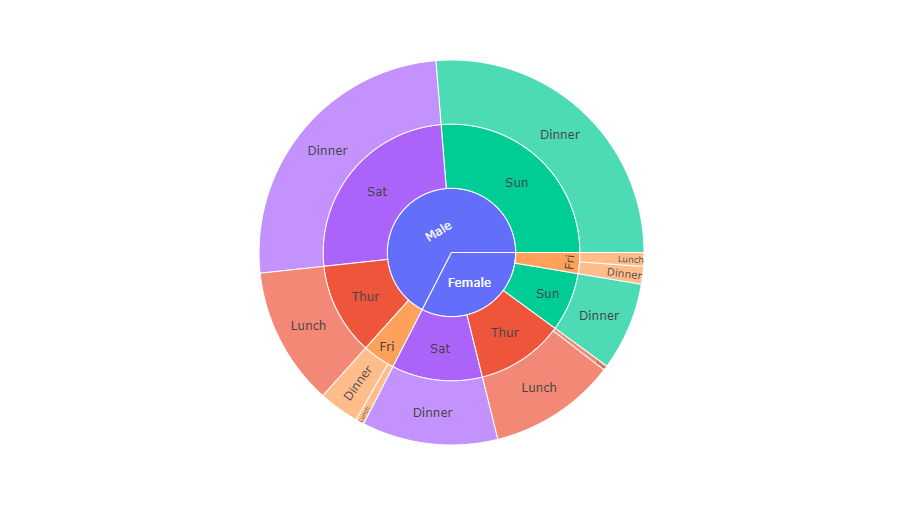 Dinner
Dinner
Sun
Sat
Male
Lunch
Fri
Dinner
Female
Sun
Thur
Dinner
Lunch
Thur
Fri
Sat
Dinner
Lunch
Lunch
Dinner